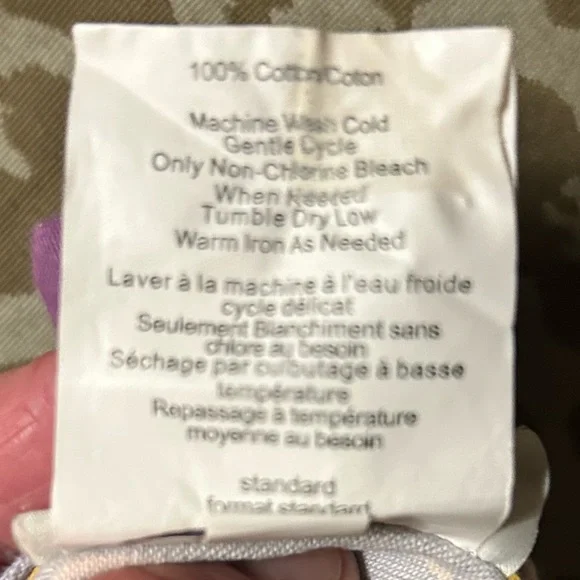 100% Cotton/Coton
Machine Wash Cold
Gentle Cycle
Only Non-Chlorine Bleach
When Needed
Tumble Dry Low
Warm Iron As Needed
Laver à la machine à l'eau froide
cycle délicat
Seulement Blanchiment sans
chlore au besoin
Séchage par culbutage à basse
température
Repassage à température
moyenne au besoin
standard
format standard